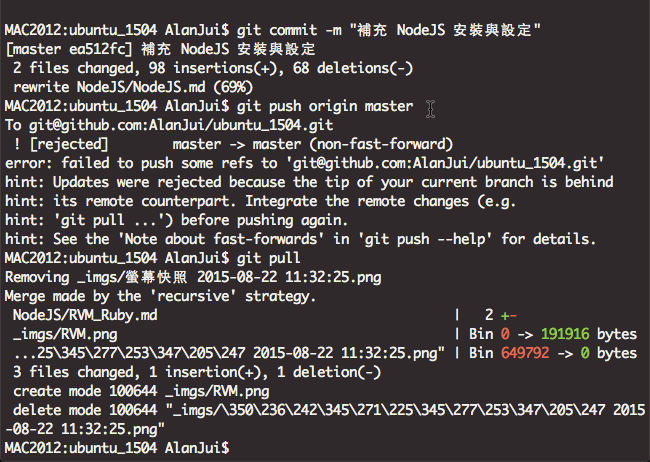 MAC2012:ubuntu_1504 AlanJui$ git commit -m "補充 NodeJS 安裝與設定"
[master ea512fc] 補充 NodeJS 安裝與設定
 2 files changed, 98 insertions(+), 68 deletions(-)
 rewrite NodeJS/NodeJS.md (69%)
MAC2012:ubuntu_1504 AlanJui$ git push origin master
To git@github.com:AlanJui/ubuntu_1504.git
 ! [rejected]        master -> master (non-fast-forward)
error: failed to push some refs to 'git@github.com:AlanJui/ubuntu_1504.git'
hint: Updates were rejected because the tip of your current branch is behind
hint: its remote counterpart. Integrate the remote changes (e.g.
hint: 'git pull ...') before pushing again.
hint: See the 'Note about fast-forwards' in 'git push --help' for details.
MAC2012:ubuntu_1504 AlanJui$ git pull
Removing _imgs/螢幕快照 2015-08-22 11:32:25.png
Merge made by the 'recursive' strategy.
 NodeJS/RVM_Ruby.md                                 |   2 +-
 _imgs/RVM.png                                      | Bin 0 -> 191916 bytes
 ...25\345\277\253\347\205\247 2015-08-22 11:32:25.png" | Bin 649792 -> 0 bytes
 3 files changed, 1 insertion(+), 1 deletion(-)
 create mode 100644 _imgs/RVM.png
 delete mode 100644 "_imgs/\350\236\242\345\271\225\345\277\253\347\205\247 2015
-08-22 11:32:25.png"
MAC2012:ubuntu_1504 AlanJui$